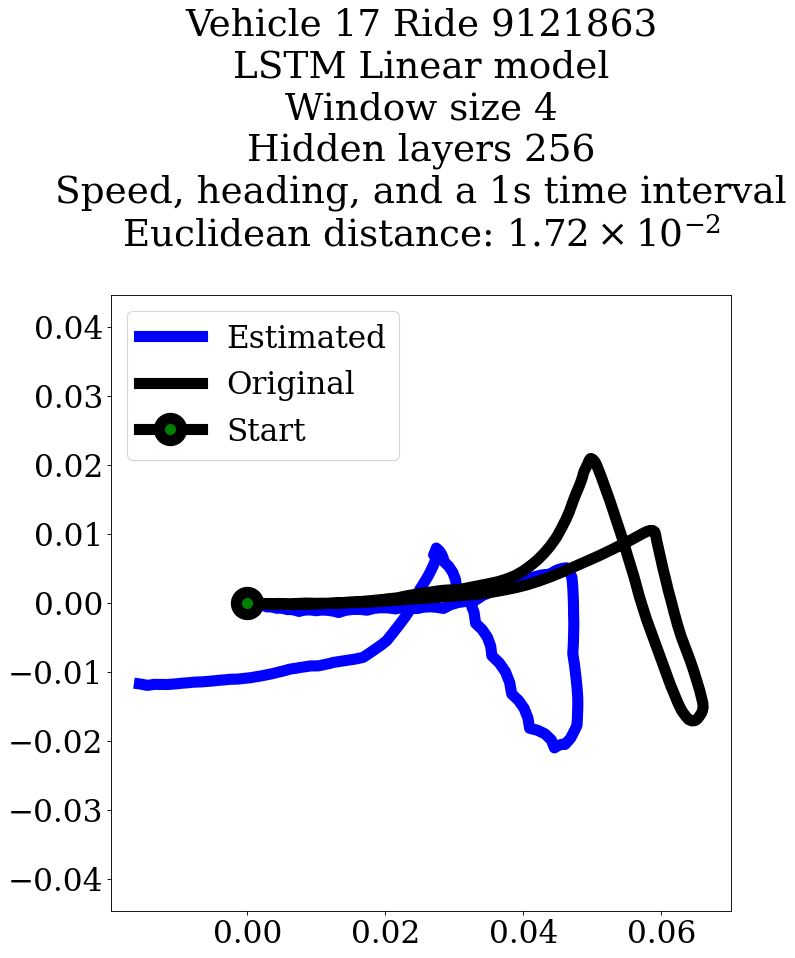 Vehicle 17 Ride 9121863
LSTM Linear model
Window size 4
Hidden layers 256
Speed, heading, and a 1s time interval
Euclidean distance: 1.72 × 10⁻²
Estimated
Original
Start
0.04
0.03
0.02
0.01
0.00
−0.01
−0.02
−0.03
−0.04
0.00 0.02 0.04 0.06